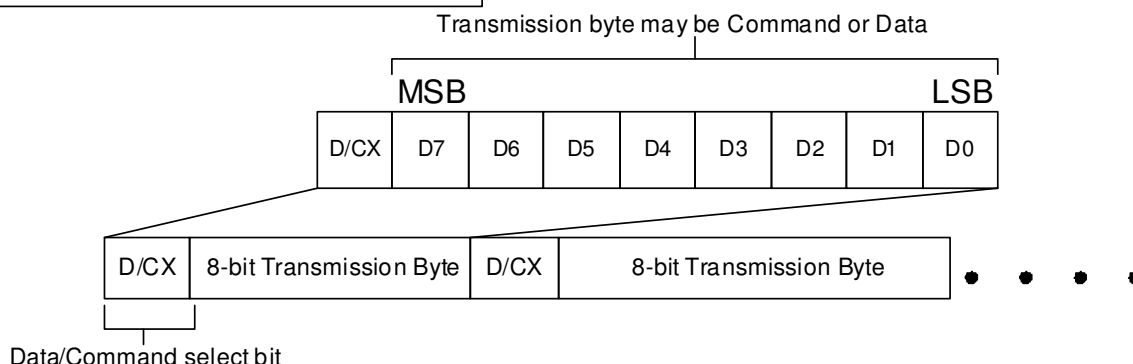 Transmission byte may be Command or Data
MSB LSB
D/CX D7 D6 D5 D4 D3 D2 D1 D0
D/CX 8-bit Transmission Byte D/CX 8-bit Transmission Byte
Data/Command select bit